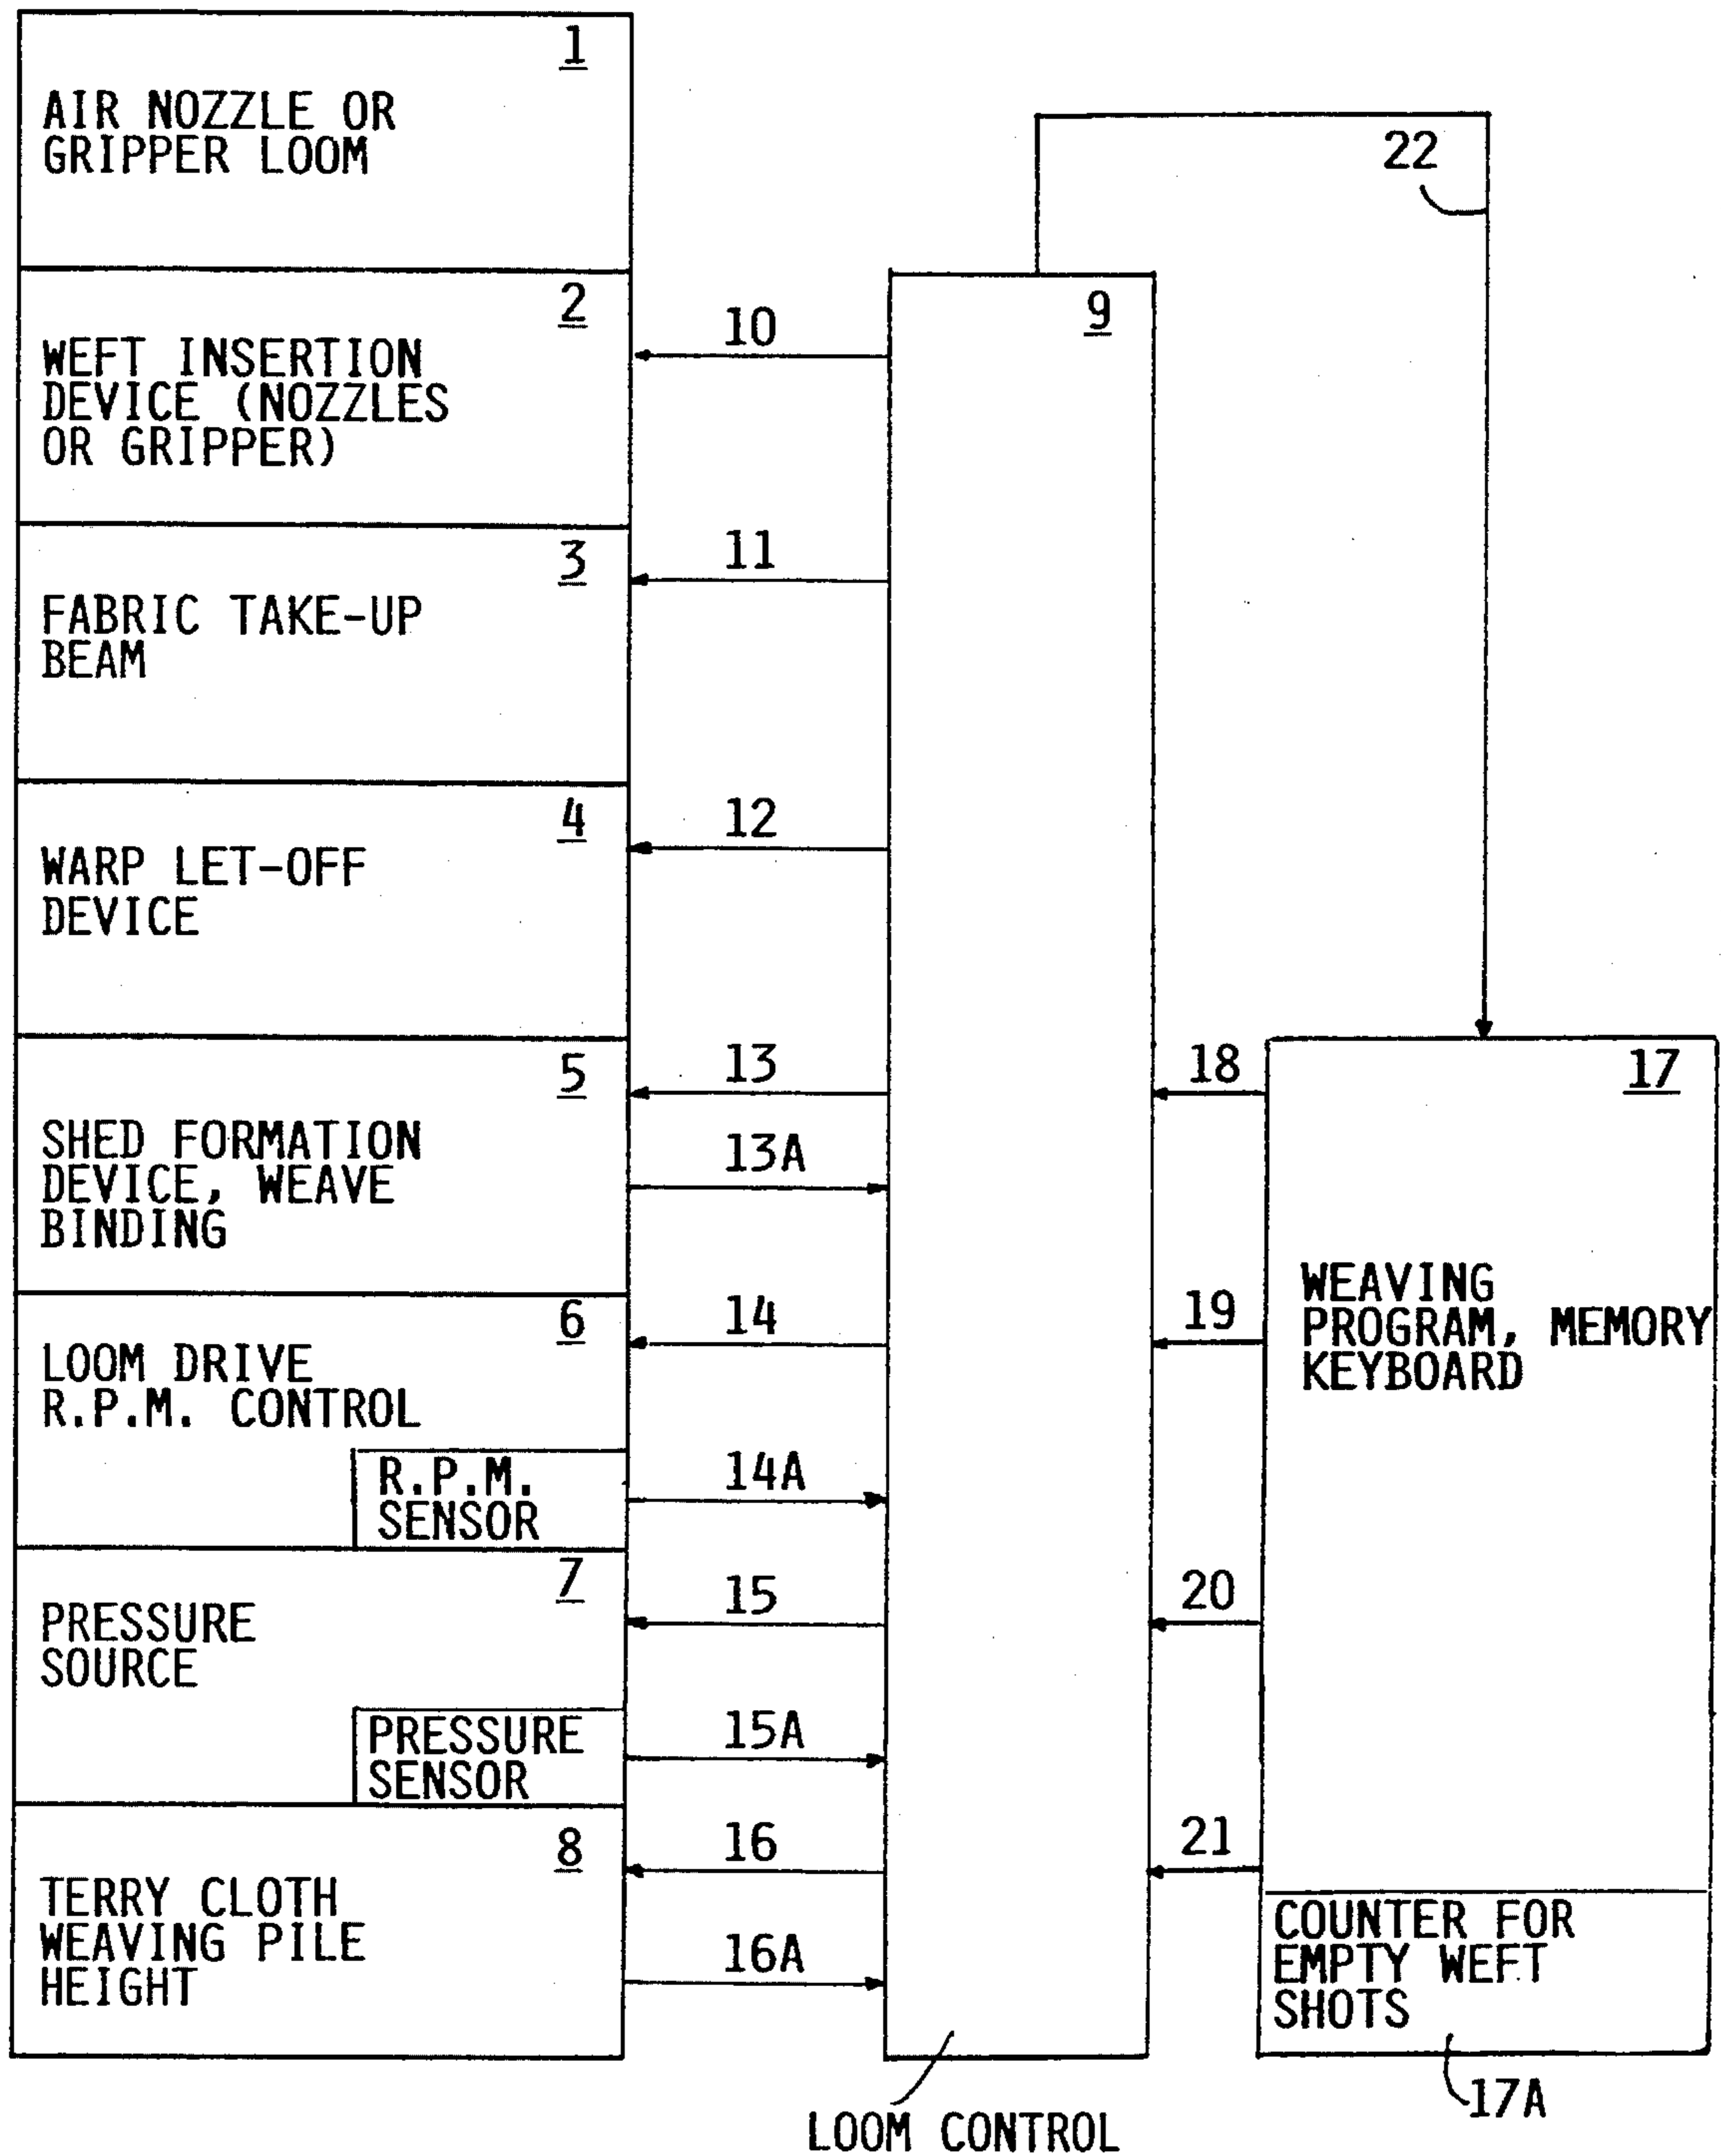 1
AIR NOZZLE OR
GRIPPER LOOM
2
WEFT INSERTION
DEVICE (NOZZLES
OR GRIPPER)
3
FABRIC TAKE-UP
BEAM
4
WARP LET-OFF
DEVICE
5
SHED FORMATION
DEVICE, WEAVE
BINDING
6
LOOM DRIVE
R.P.M. CONTROL
R.P.M.
SENSOR
7
PRESSURE
SOURCE
PRESSURE
SENSOR
8
TERRY CLOTH
WEAVING PILE
HEIGHT
10
11
12
13
13A
14
14A
15
15A
16
16A
9
LOOM CONTROL
22
18
19
20
21
17
WEAVING
PROGRAM, MEMORY
KEYBOARD
COUNTER FOR
EMPTY WEFT
SHOTS
17A